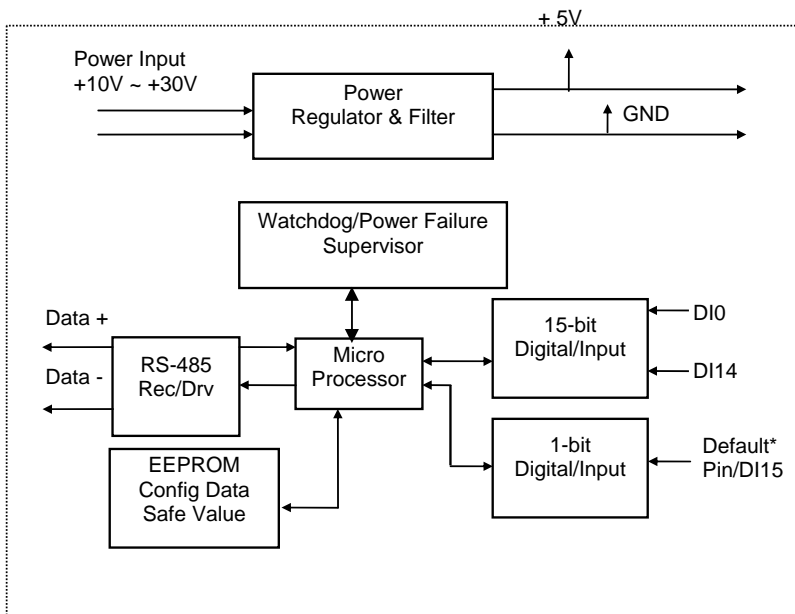 + 5V
Power Input
+10V ~ +30V
Power
Regulator & Filter
GND
Watchdog/Power Failure
Supervisor
Data +
Data -
RS-485
Rec/Drv
Micro
Processor
15-bit
Digital/Input
DI0
DI14
1-bit
Digital/Input
Default*
Pin/DI15
EEPROM
Config Data
Safe Value